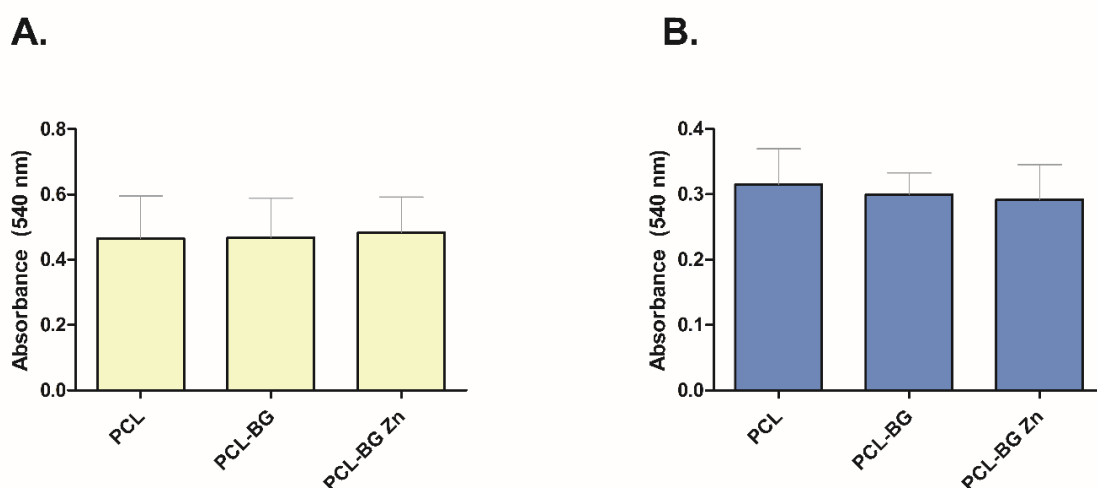 A.
Absorbance (540 nm)
0.8
0.6
0.4
0.2
0.0
PCL
PCL-BG
PCL-BG Zn
B.
Absorbance (540 nm)
0.4
0.3
0.2
0.1
0.0
PCL
PCL-BG
PCL-BG Zn